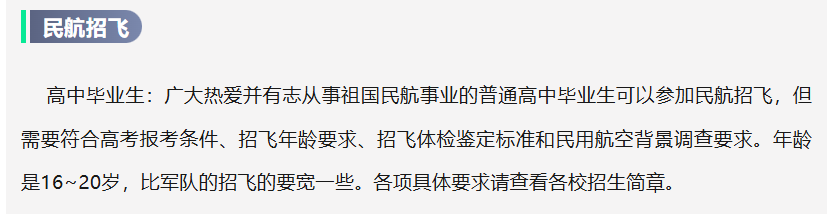 民航招飞
高中毕业生：广大热爱并有志从事祖国民航事业的普通高中毕业生可以参加民航招飞，但
需要符合高考报考条件、招飞年龄要求、招飞体检鉴定标准和民用航空背景调查要求。年龄
是16~20岁，比军队的招飞的要宽一些。各项具体要求请查看各校招生简章。